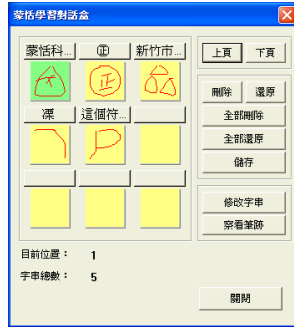 蒙恬學習對話盒
蒙恬科... ㊣ 新竹市...
上頁 下頁
凜 這個符...
刪除 還原
全部刪除
全部還原
儲存
修改字串
察看筆跡
目前位置： 1
字串總數： 5
關閉